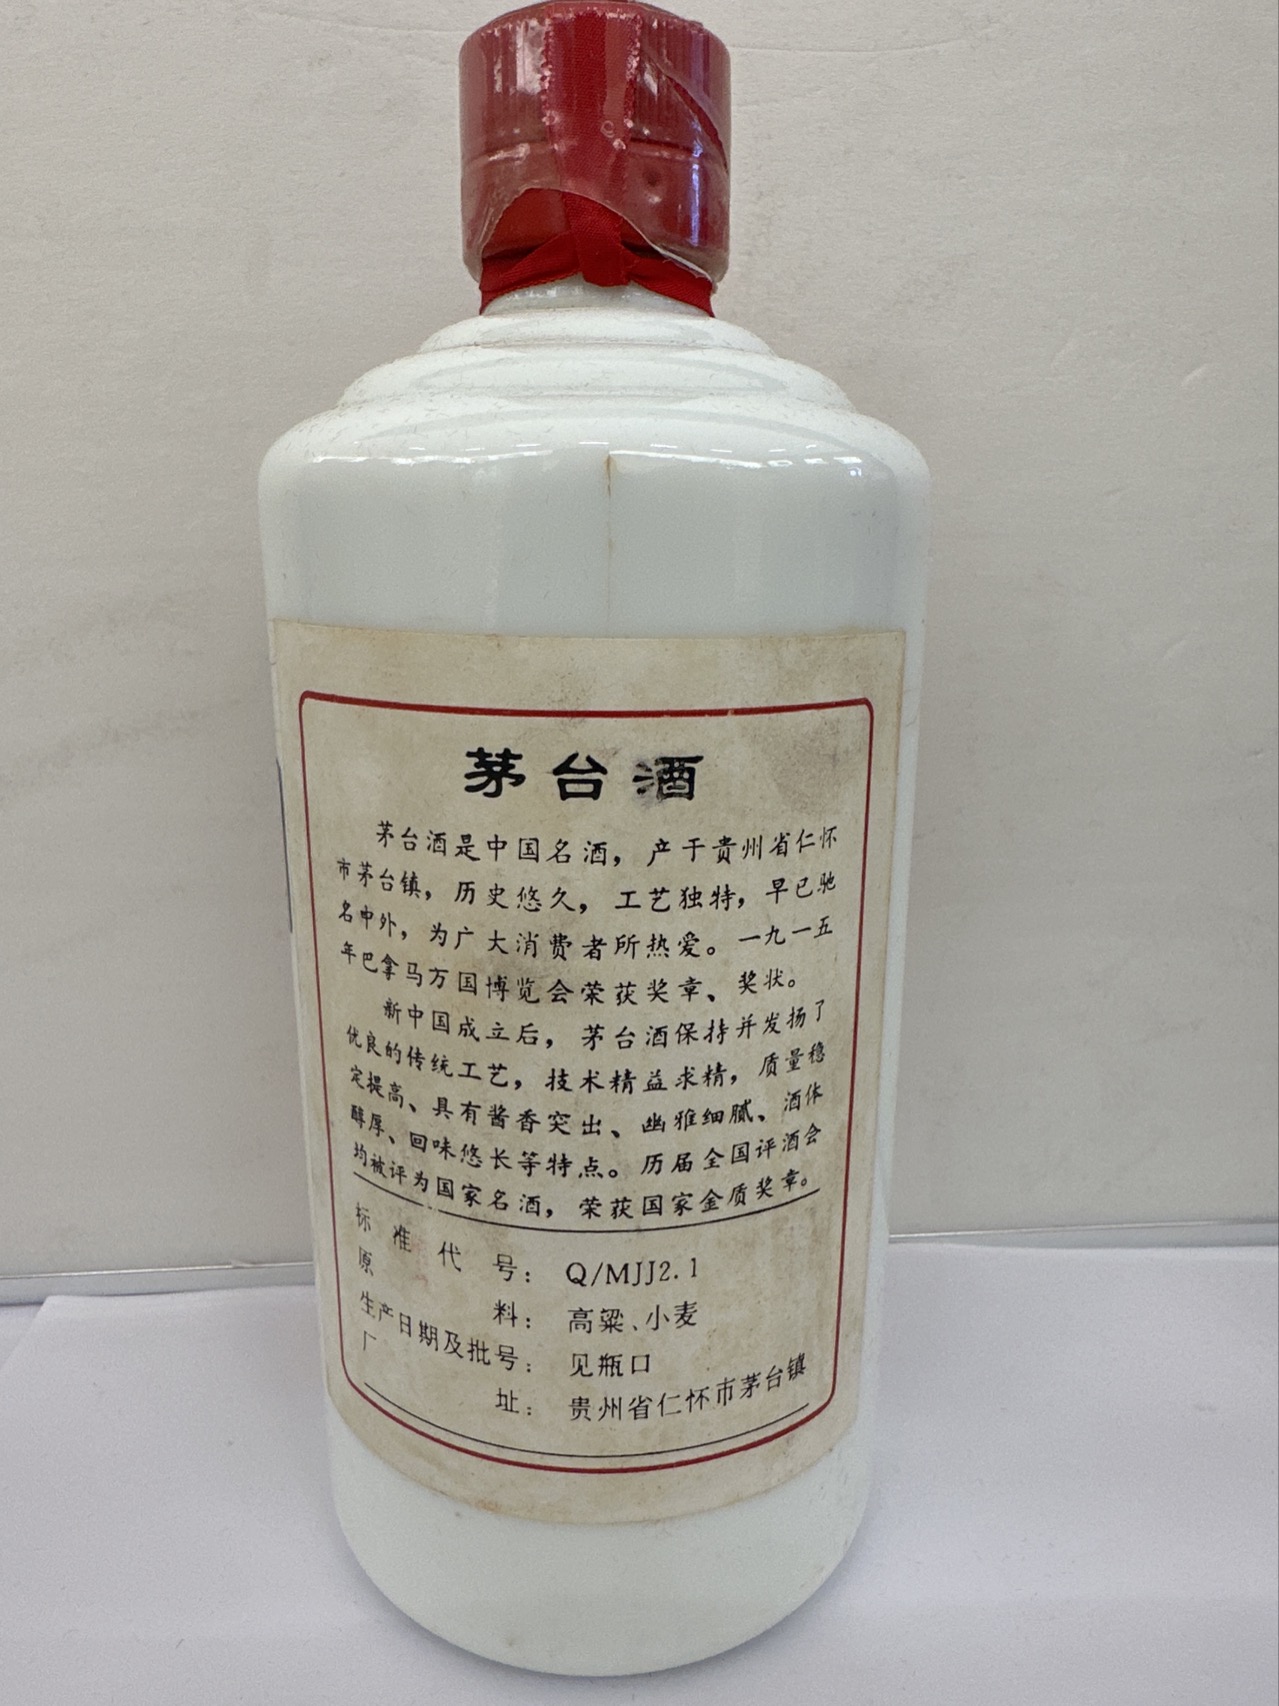 茅台酒
茅台酒是中国名酒，产于贵州省仁怀
市茅台镇，历史悠久，工艺独特，早已驰
名中外，为广大消费者所热爱。一九一五
年巴拿马万国博览会荣获奖章、奖状。
新中国成立后，茅台酒保持并发扬了
优良的传统工艺，技术精益求精，质量稳
定提高、具有酱香突出、幽雅细腻、酒体
醇厚、回味悠长等特点。历届全国评酒会
均被评为国家名酒，荣获国家金质奖章。
标准代号：Q/MJJ2.1
原料：高粱、小麦
生产日期及批号：见瓶口
厂址：贵州省仁怀市茅台镇